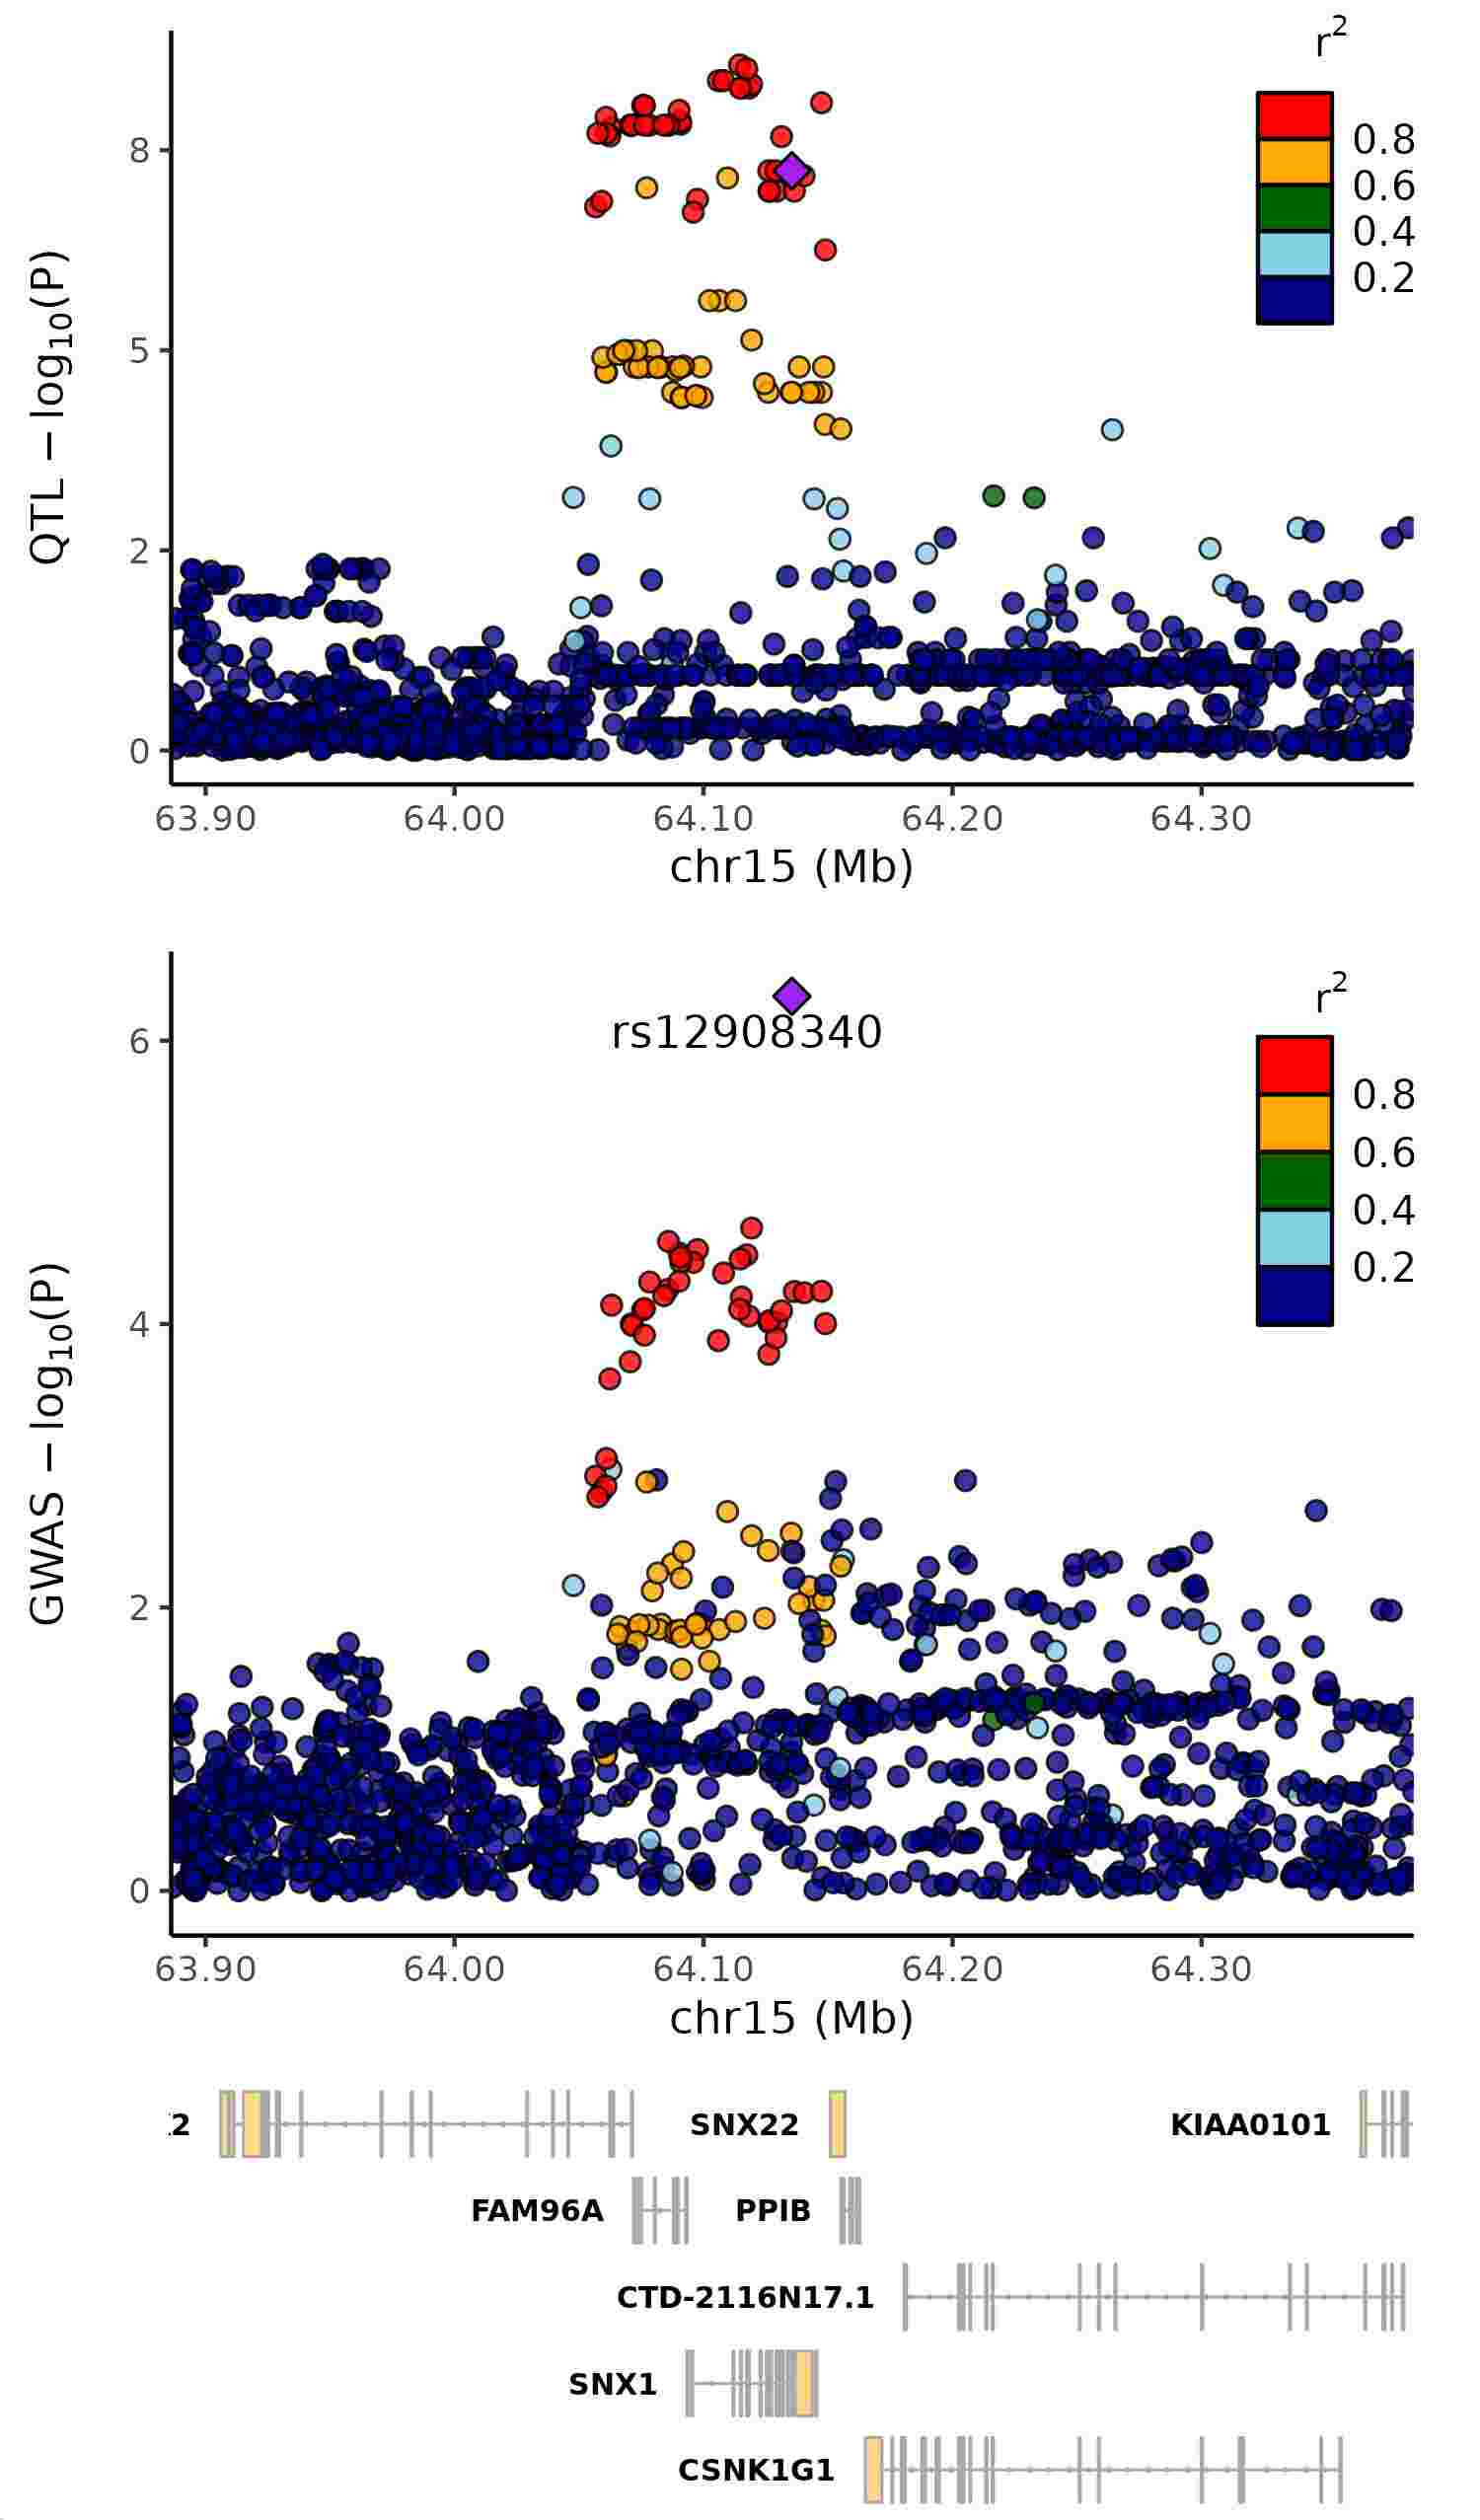 r2
0.8
0.6
0.4
0.2
8
5
2
0
QTL − log10(P)
63.90 64.00 64.10 64.20 64.30
chr15 (Mb)
rs12908340
r2
0.8
0.6
0.4
0.2
6
4
2
0
GWAS − log10(P)
63.90 64.00 64.10 64.20 64.30
chr15 (Mb)
2 SNX22 KIAA0101
FAM96A PPIB
CTD-2116N17.1
SNX1
CSNK1G1